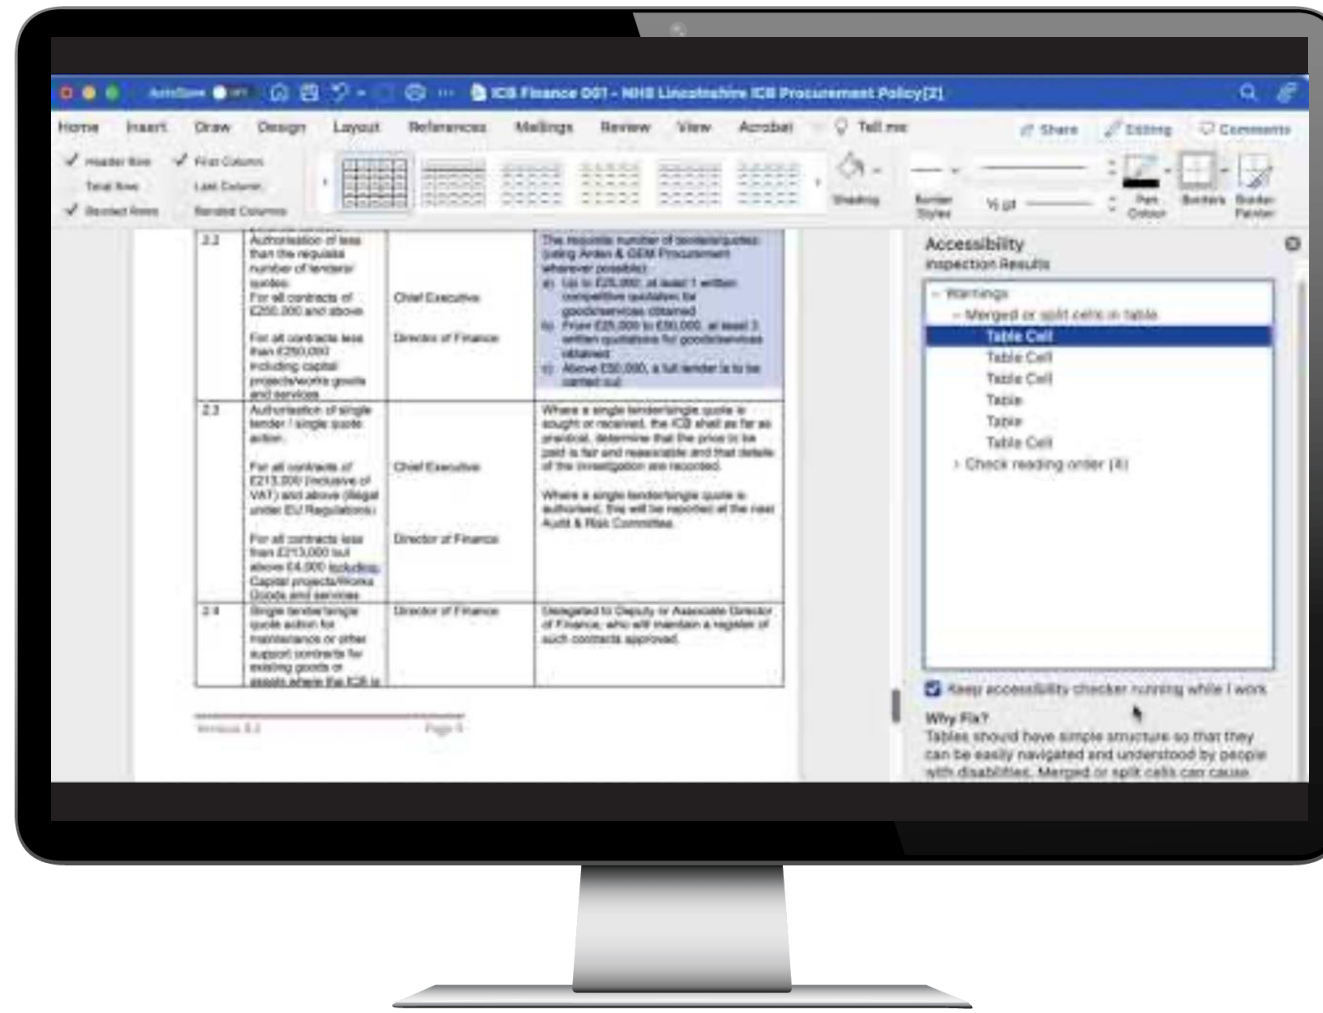 AutoSave
ICB Finance 001 - NHS Lincolnshire ICB Procurement Policy[2]
Home Insert Draw Design Layout References Mailings Review View Acrobat Tell me Share Editing Comments
Header Row First Column
Total Row Last Column
Banded Rows Banded Columns
Shading
Border Styles
½ pt
Pen Colour
Borders
Border Painter
2.2
Authorisation of less
than the requisite
number of tenders/
quotes:
For all contracts of
£250,000 and above
For all contracts less
than £250,000
including capital
projects/works goods
and services
Chief Executive
Director of Finance
The requisite number of tenders/quotes:
(using Arden & GEM Procurement
wherever possible)
a) Up to £25,000, at least 1 written
competitive quotation for
goods/services obtained
b) From £25,000 to £50,000, at least 3
written quotations for goods/services
obtained
c) Above £50,000, a full tender is to be
carried out
2.3
Authorisation of single
tender / single quote
action.
For all contracts of
£213,000 (inclusive of
VAT) and above (illegal
under EU Regulations)
For all contracts less
than £213,000 but
above £4,000 including
Capital projects/Works
Goods and services
Chief Executive
Director of Finance
Where a single tender/single quote is
sought or received, the ICB shall as far as
practical, determine that the price to be
paid is fair and reasonable and that details
of the investigation are recorded.
Where a single tender/single quote is
authorised, this will be reported at the next
Audit & Risk Committee.
2.4
Single tender/single
quote action for
maintenance or other
support contracts for
existing goods or
assets where the ICB is
Director of Finance
Delegated to Deputy or Associate Director
of Finance, who will maintain a register of
such contracts approved.
Page
Accessibility
Inspection Results
Warnings
Merged or split cells in table
Table Cell
Table Cell
Table Cell
Table
Table
Table Cell
Check reading order
Keep accessibility checker running while I work
Why Fix?
Tables should have simple structure so that they
can be easily navigated and understood by people
with disabilities. Merged or split cells can cause